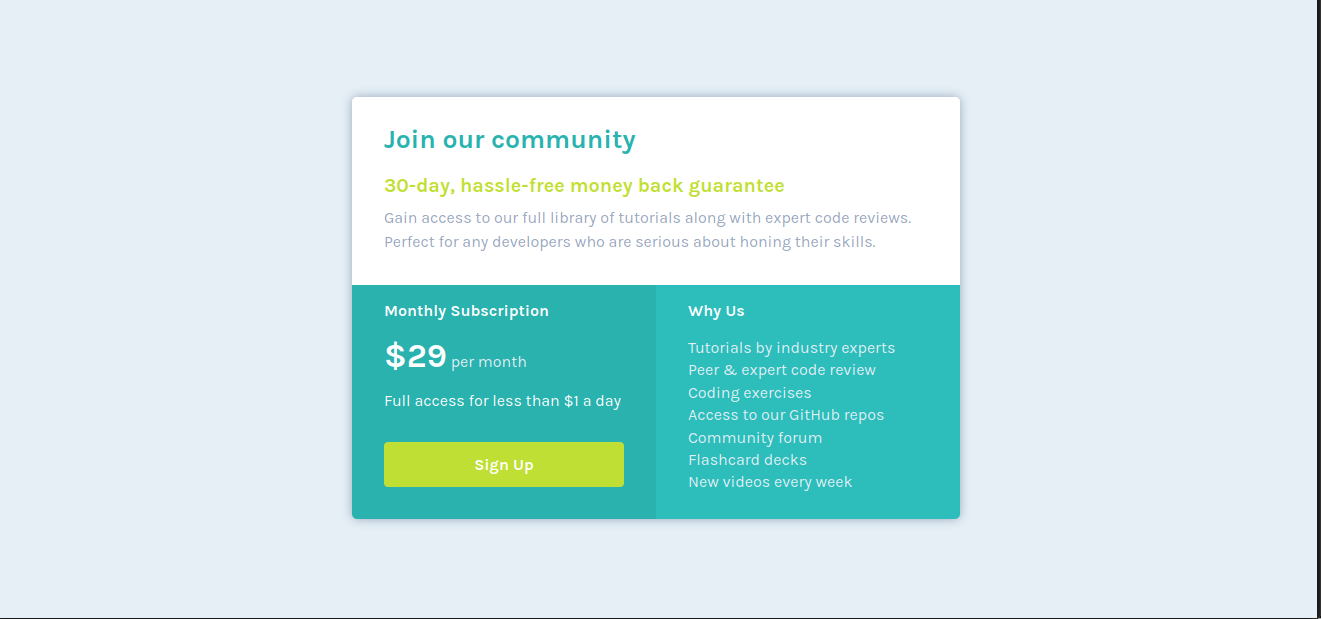 Join our community
30-day, hassle-free money back guarantee
Gain access to our full library of tutorials along with expert code reviews.
Perfect for any developers who are serious about honing their skills.
Monthly Subscription
$29 per month
Full access for less than $1 a day
Sign Up
Why Us
Tutorials by industry experts
Peer & expert code review
Coding exercises
Access to our GitHub repos
Community forum
Flashcard decks
New videos every week